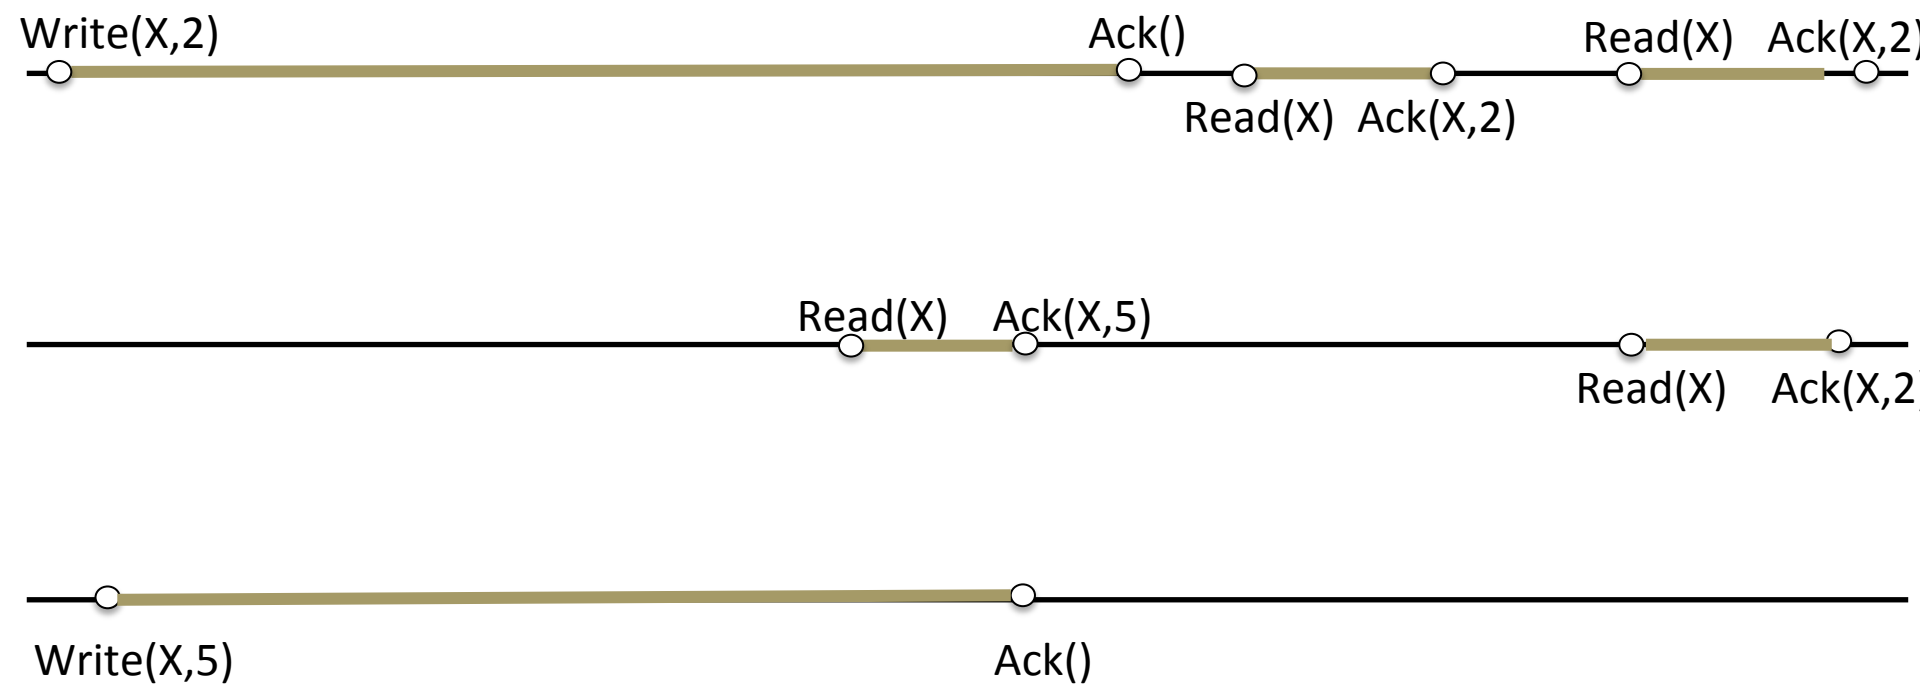 Write(X,2)
Ack()
Read(X)
Ack(X,2)
Read(X)
Ack(X,2)
Read(X)
Ack(X,5)
Read(X)
Ack(X,2)
Write(X,5)
Ack()